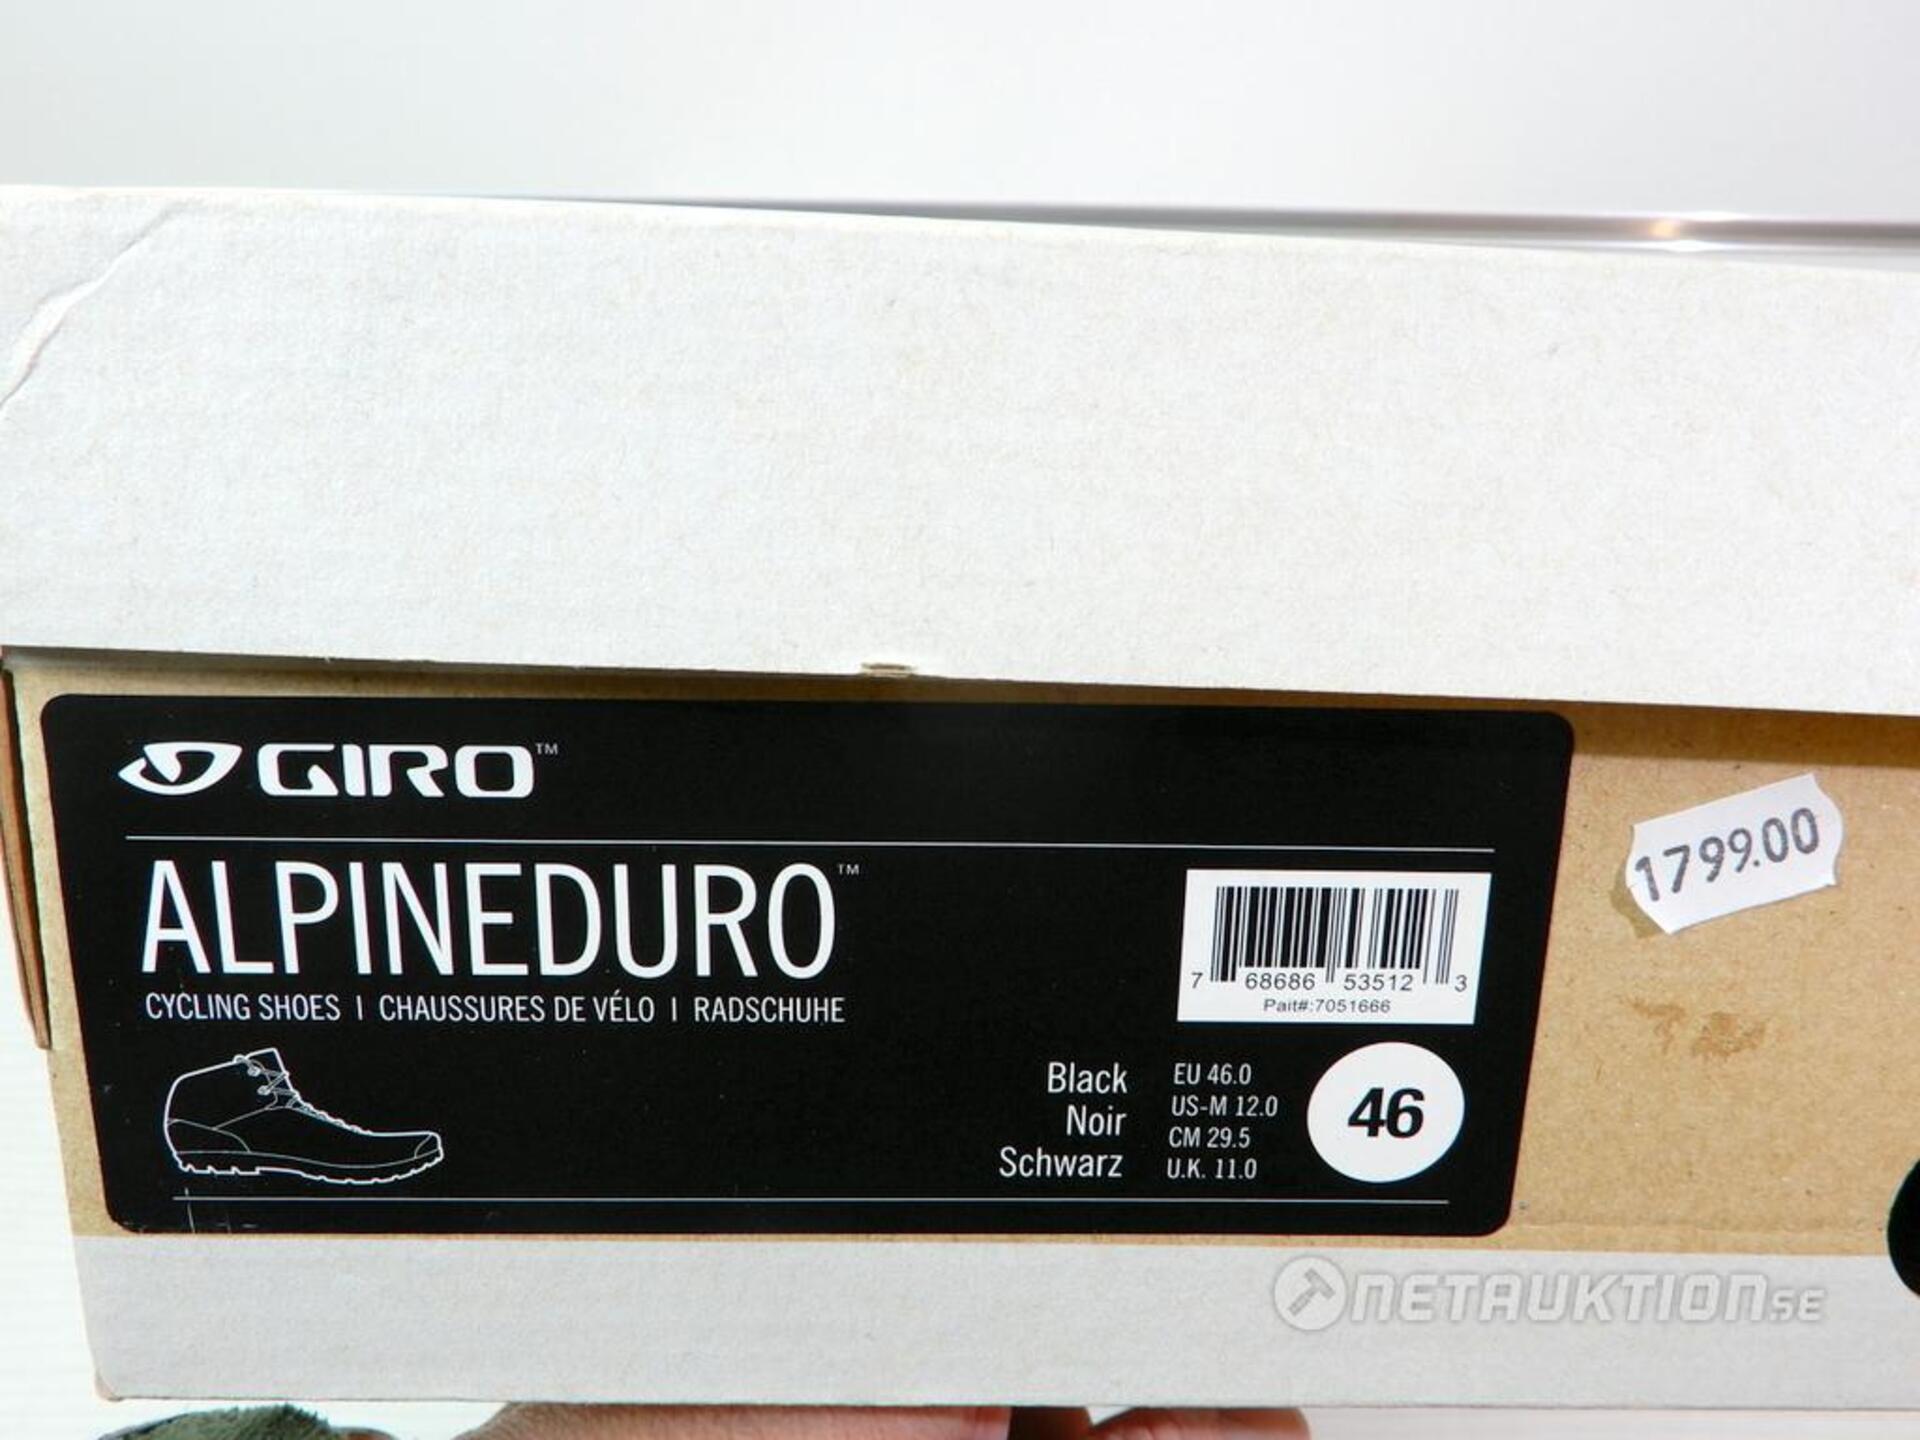 GIRO™
ALPINEDURO™
CYCLING SHOES | CHAUSSURES DE VÉLO | RADSCHUHE
1799.00
7 68686 53512 3
Part#:7051666
Black
Noir
Schwarz
EU 46.0
US-M 12.0
CM 29.5
U.K. 11.0
46
NETAUKTION.SE